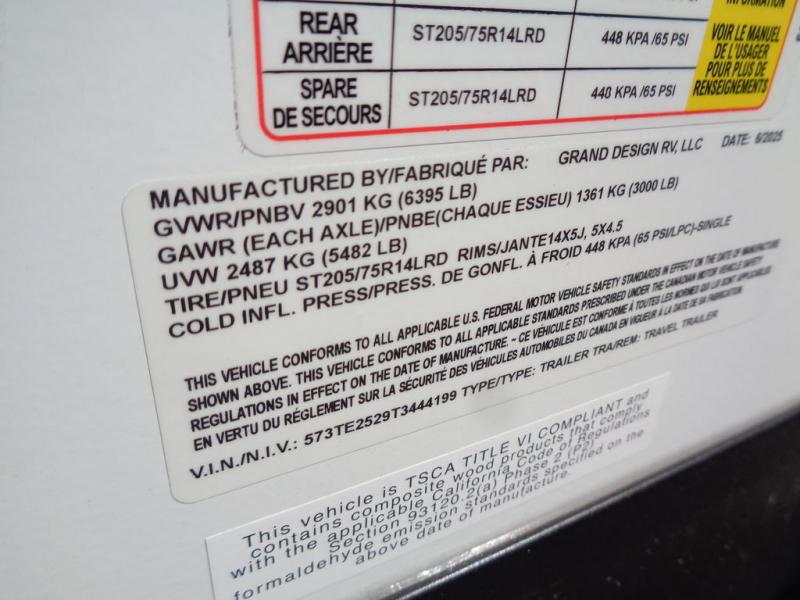 INFORMATION
REAR
ARRIÈRE
ST205/75R14LRD
448 KPA /65 PSI
VOIR LE MANUEL
DE L'USAGER
POUR PLUS DE
RENSEIGNEMENTS
SPARE
DE SECOURS
ST205/75R14LRD
448 KPA /65 PSI
MANUFACTURED BY/FABRIQUÉ PAR: GRAND DESIGN RV, LLC DATE: 6/2025
GVWR/PNBV 2901 KG (6395 LB)
GAWR (EACH AXLE)/PNBE(CHAQUE ESSIEU) 1361 KG (3000 LB)
UVW 2487 KG (5482 LB)
TIRE/PNEU ST205/75R14LRD RIMS/JANTE14X5J, 5X4.5
COLD INFL. PRESS/PRESS. DE GONFL. À FROID 448 KPA (65 PSI/LPC)-SINGLE
THIS VEHICLE CONFORMS TO ALL APPLICABLE U.S. FEDERAL MOTOR VEHICLE SAFETY STANDARDS IN EFFECT ON THE DATE OF MANUFACTURE
SHOWN ABOVE. THIS VEHICLE CONFORMS TO ALL APPLICABLE STANDARDS PRESCRIBED UNDER THE CANADIAN MOTOR VEHICLE SAFETY
REGULATIONS IN EFFECT ON THE DATE OF MANUFACTURE. ~ CE VÉHICULE EST CONFORME À TOUTES LES NORMES QUI LUI SONT APPLICABLES
EN VERTU DU RÉGLEMENT SUR LA SÉCURITÉ DES VÉHICULES AUTOMOBILES DU CANADA EN VIGUEUR À LA DATE DE SA FABRICATION.
V.I.N./N.I.V.: 573TE2529T3444199 TYPE/TYPE: TRAILER TRA/REM: TRAVEL TRAILER
This vehicle is TSCA TITLE VI COMPLIANT and
contains composite wood products that comply
with the applicable California Code of Regulations
Section 93120.2(a) Phase 2 (P2)
formaldehyde emission standards specified on the
above date of manufacture.